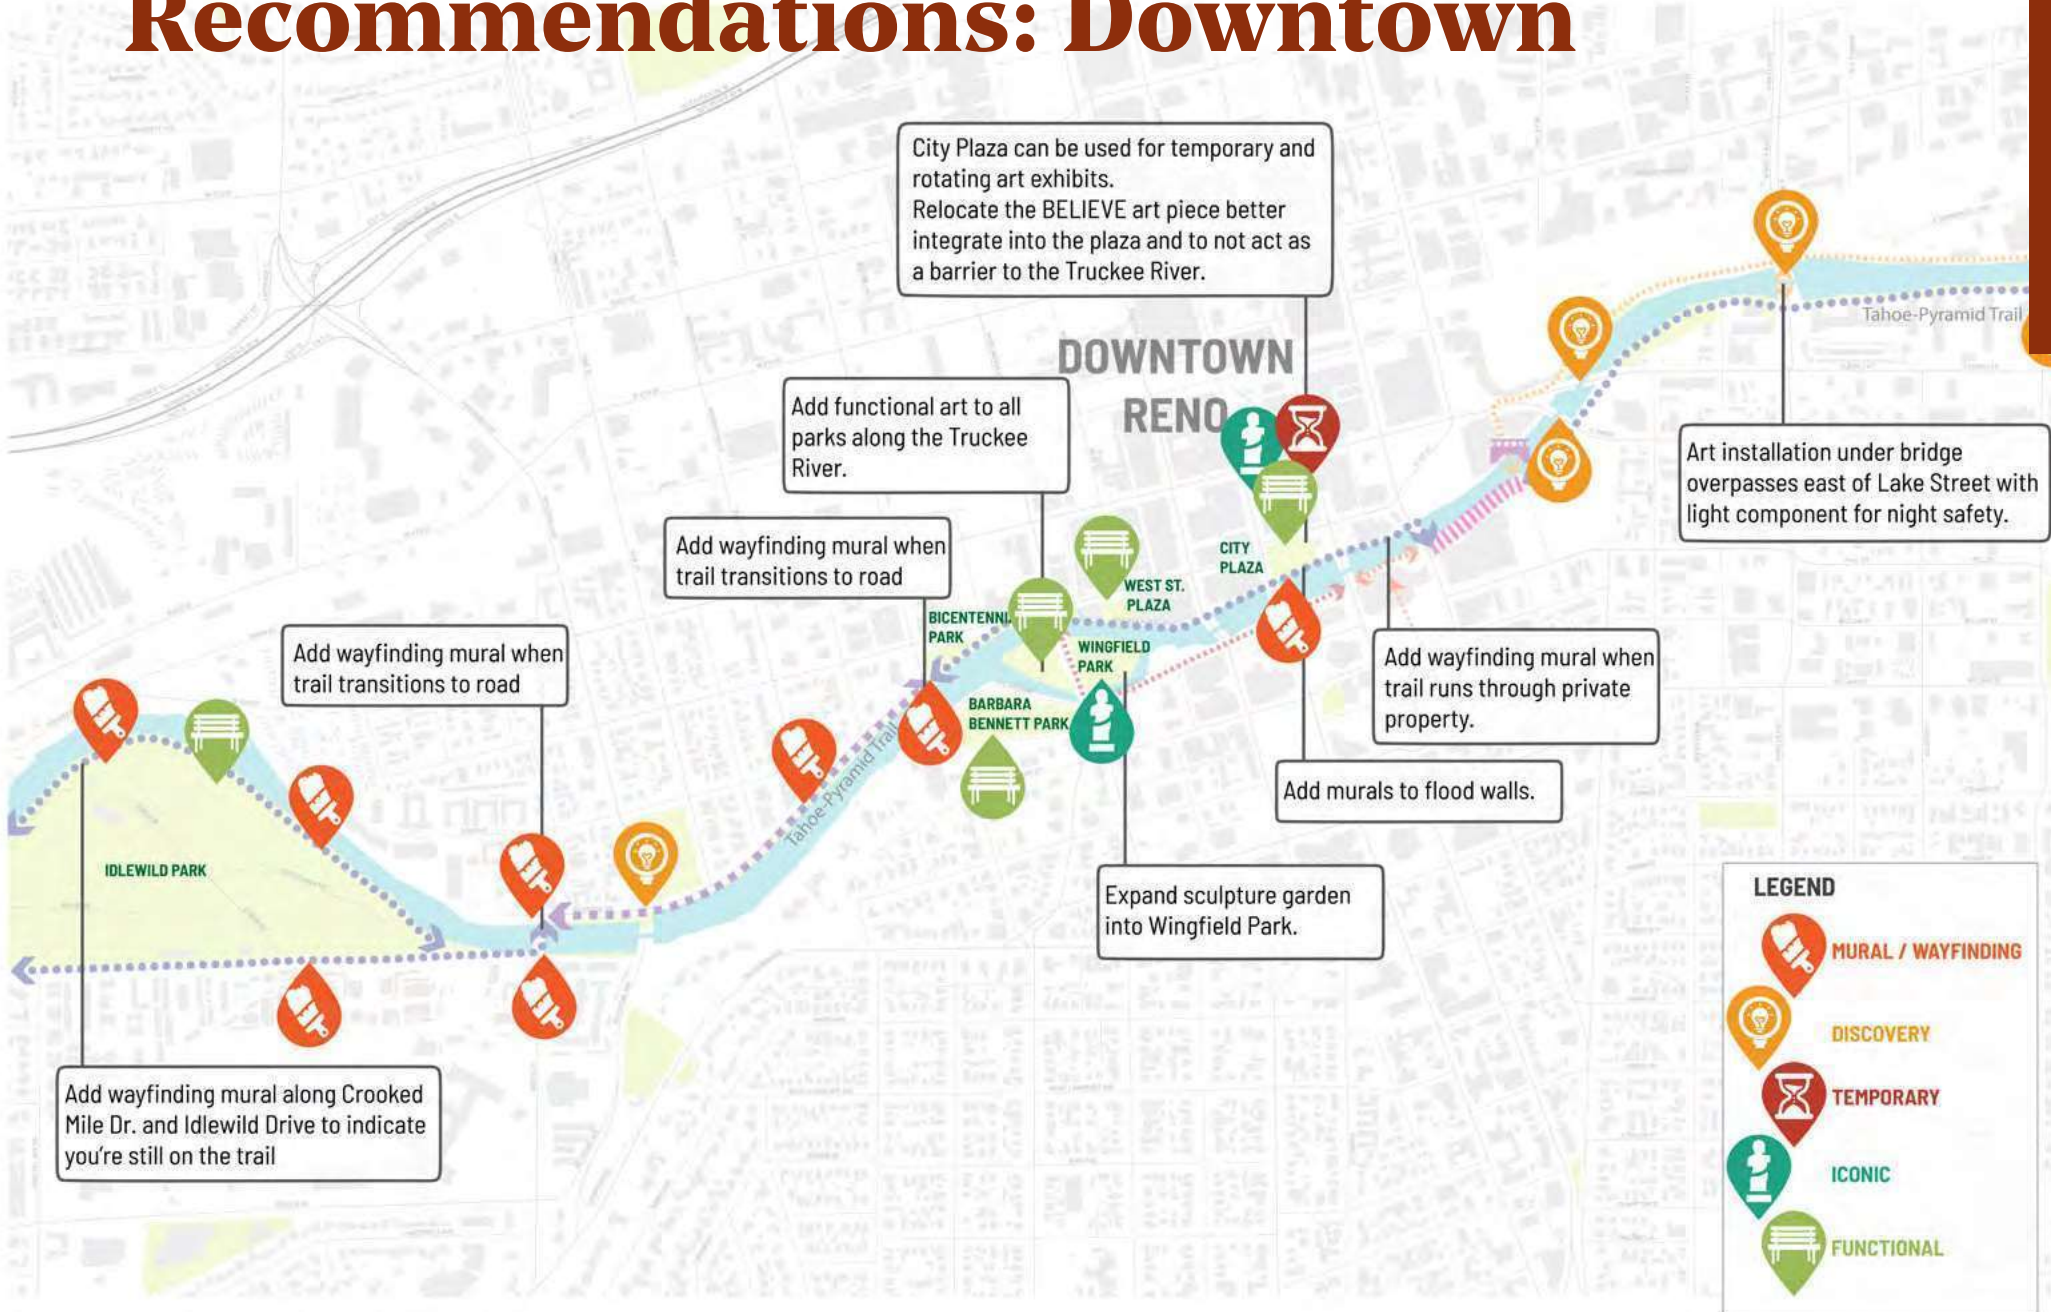 Recommendations: Downtown
City Plaza can be used for temporary and
rotating art exhibits.
Relocate the BELIEVE art piece better
integrate into the plaza and to not act as
a barrier to the Truckee River.
Tahoe-Pyramid Trail
DOWNTOWN
RENO
Add functional art to all
parks along the Truckee
River.
Art installation under bridge
overpasses east of Lake Street with
light component for night safety.
Add wayfinding mural when
trail transitions to road
CITY
PLAZA
WEST ST.
PLAZA
BICENTENNI
PARK
WINGFIELD
PARK
Add wayfinding mural when
trail transitions to road
Add wayfinding mural when
trail runs through private
property.
BARBARA
BENNETT PARK
Tahoe-Pyramid Trail
Add murals to flood walls.
IDLEWILD PARK
Expand sculpture garden
into Wingfield Park.
Add wayfinding mural along Crooked
Mile Dr. and Idlewild Drive to indicate
you're still on the trail
LEGEND
MURAL / WAYFINDING
DISCOVERY
TEMPORARY
ICONIC
FUNCTIONAL